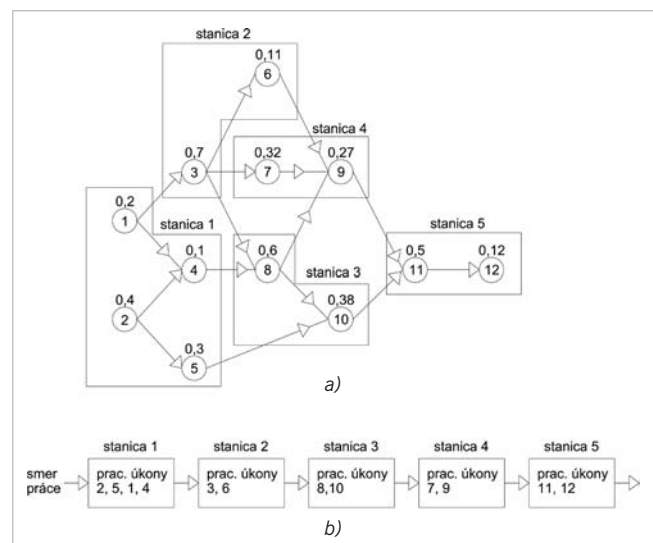 stanica 2
0,11
6
stanica 4
0,7
0,32
0,27
3
7
9
0,2
1
stanica 1
stanica 5
0,1
0,6
0,5
0,12
4
8
11
12
stanica 3
0,4
2
0,38
10
0,3
5
a)
stanica 1
stanica 2
stanica 3
stanica 4
stanica 5
smer
práce
prac. úkony
2, 5, 1, 4
prac. úkony
3, 6
prac. úkony
8,10
prac. úkony
7, 9
prac. úkony
11, 12
b)